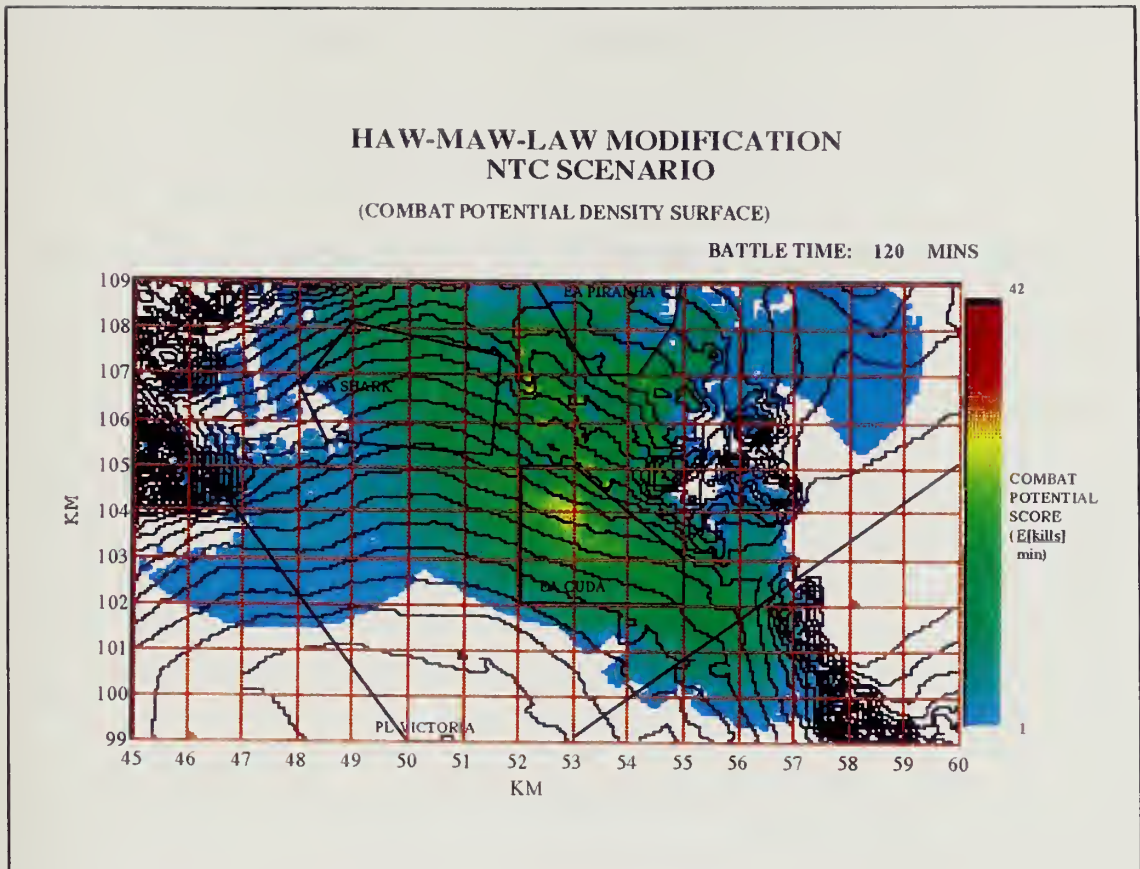 HAW-MAW-LAW MODIFICATION
NTC SCENARIO
(COMBAT POTENTIAL DENSITY SURFACE)
BATTLE TIME: 120 MINS
109
108
107
106
105
104
103
102
101
100
99
KM
EA PIRANHA
EA SHARK
EA CUDA
PL VICTORIA
45 46 47 48 49 50 51 52 53 54 55 56 57 58 59 60
KM
42
COMBAT
POTENTIAL
SCORE
(E[kills]
min)
1